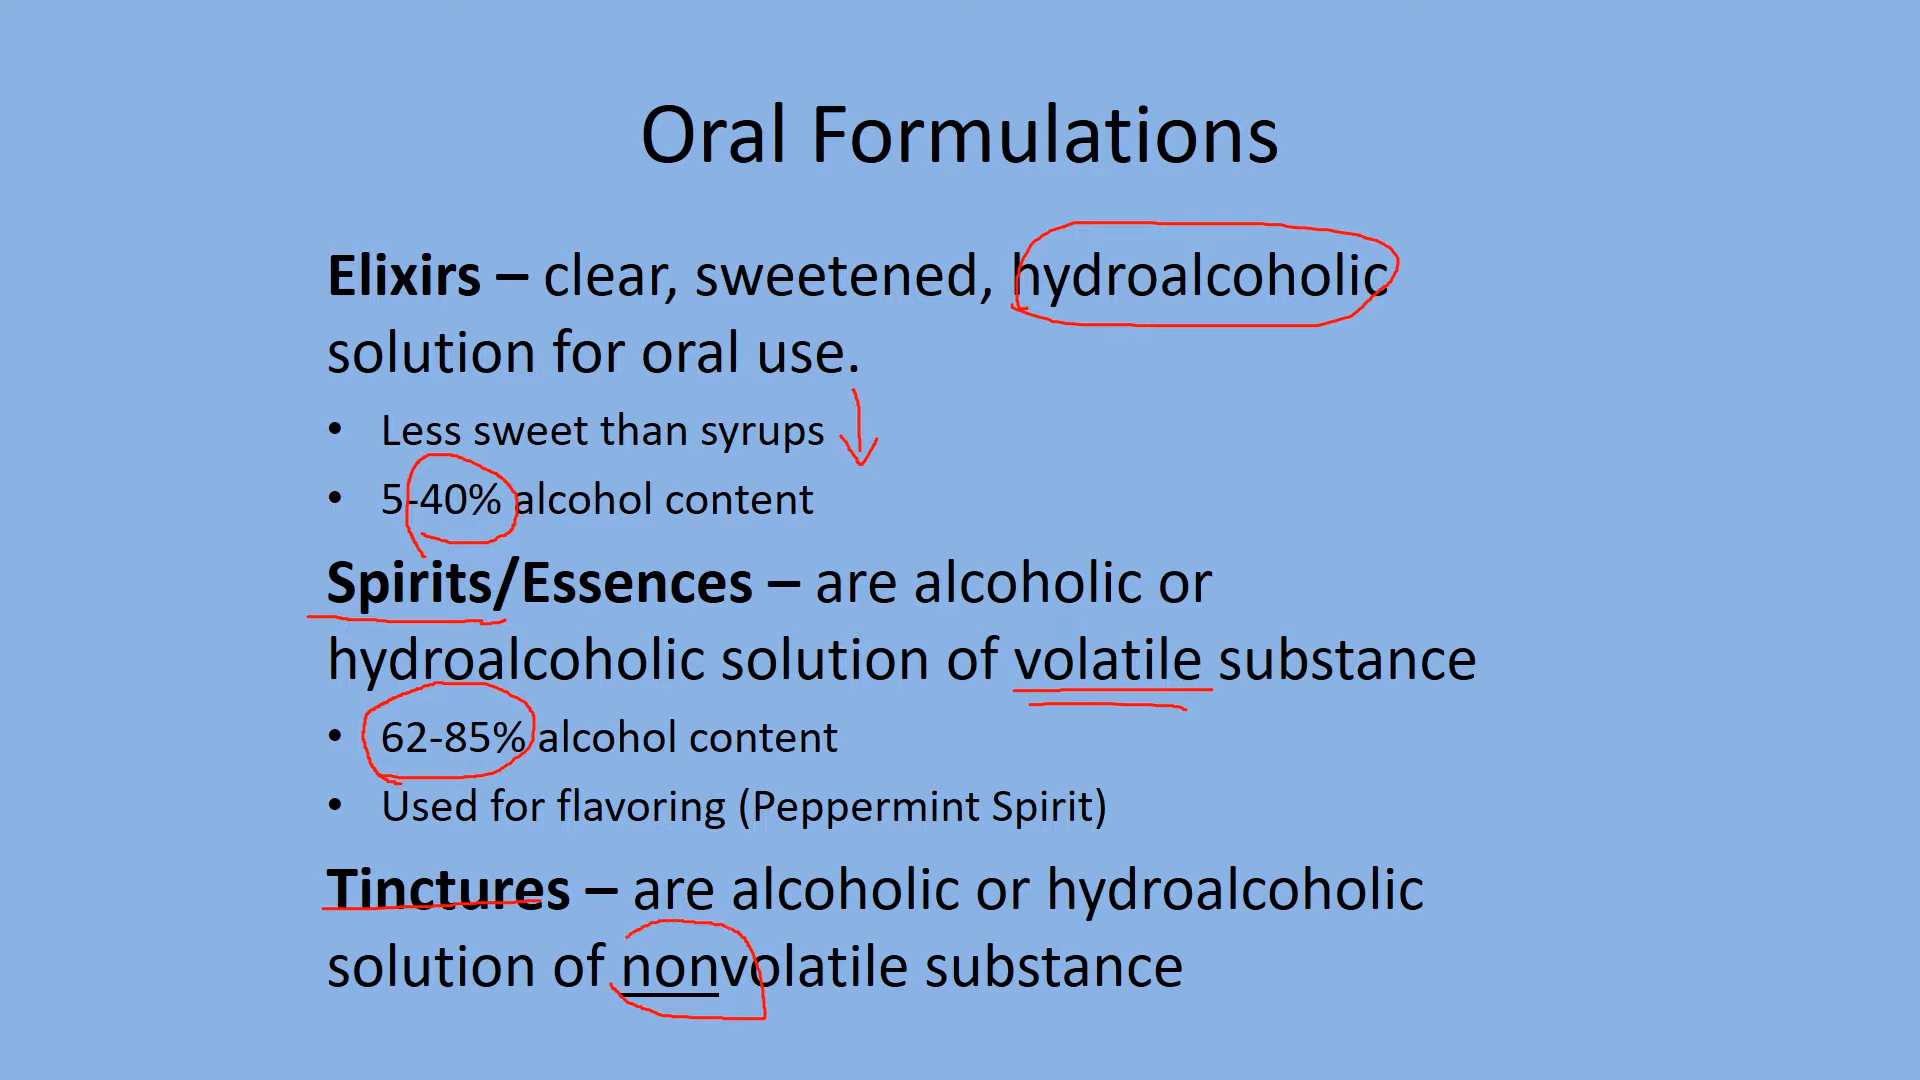 Oral Formulations
Elixirs – clear, sweetened, hydroalcoholic
solution for oral use.
• Less sweet than syrups
• 5-40% alcohol content
Spirits/Essences – are alcoholic or
hydroalcoholic solution of volatile substance
• 62-85% alcohol content
• Used for flavoring (Peppermint Spirit)
Tinctures – are alcoholic or hydroalcoholic
solution of nonvolatile substance